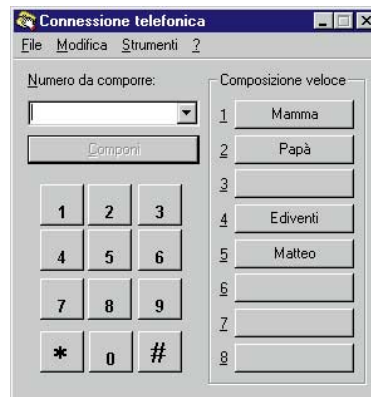 Connessione telefonica
File Modifica Strumenti ?
Numero da comporre:
Componi
1 2 3
4 5 6
7 8 9
* 0 #
Composizione veloce
1 Mamma
2 Papà
3
4 Ediventi
5 Matteo
6
7
8